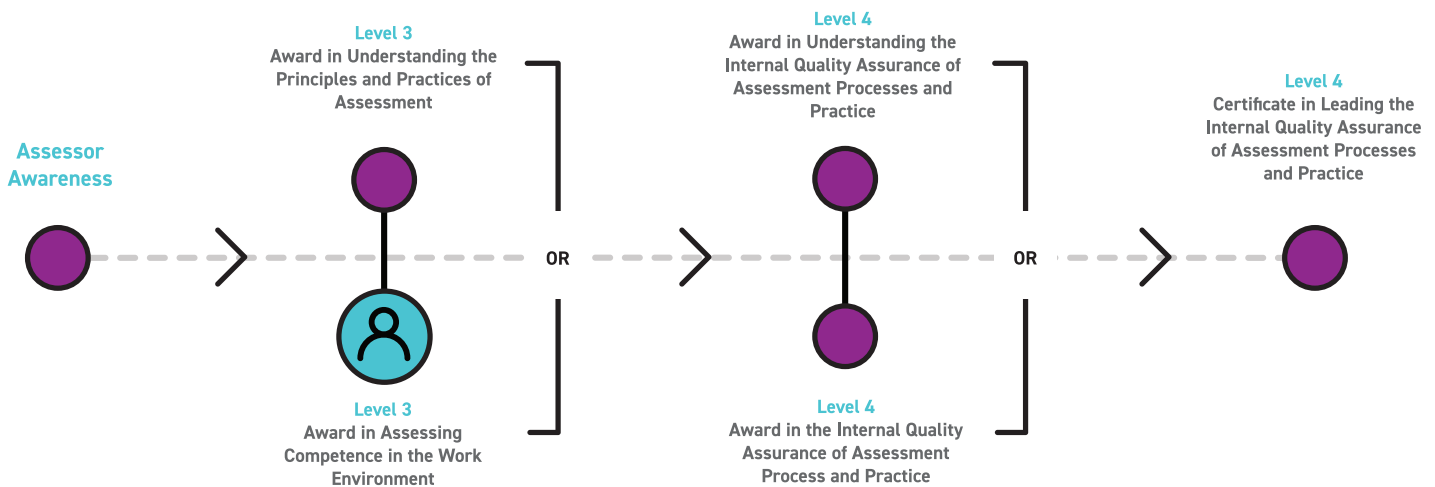 Assessor
Awareness
Level 3
Award in Understanding the
Principles and Practices of
Assessment
Level 3
Award in Assessing
Competence in the Work
Environment
OR
Level 4
Award in Understanding the
Internal Quality Assurance of
Assessment Processes and
Practice
Level 4
Award in the Internal Quality
Assurance of Assessment
Process and Practice
OR
Level 4
Certificate in Leading the
Internal Quality Assurance
of Assessment Processes
and Practice